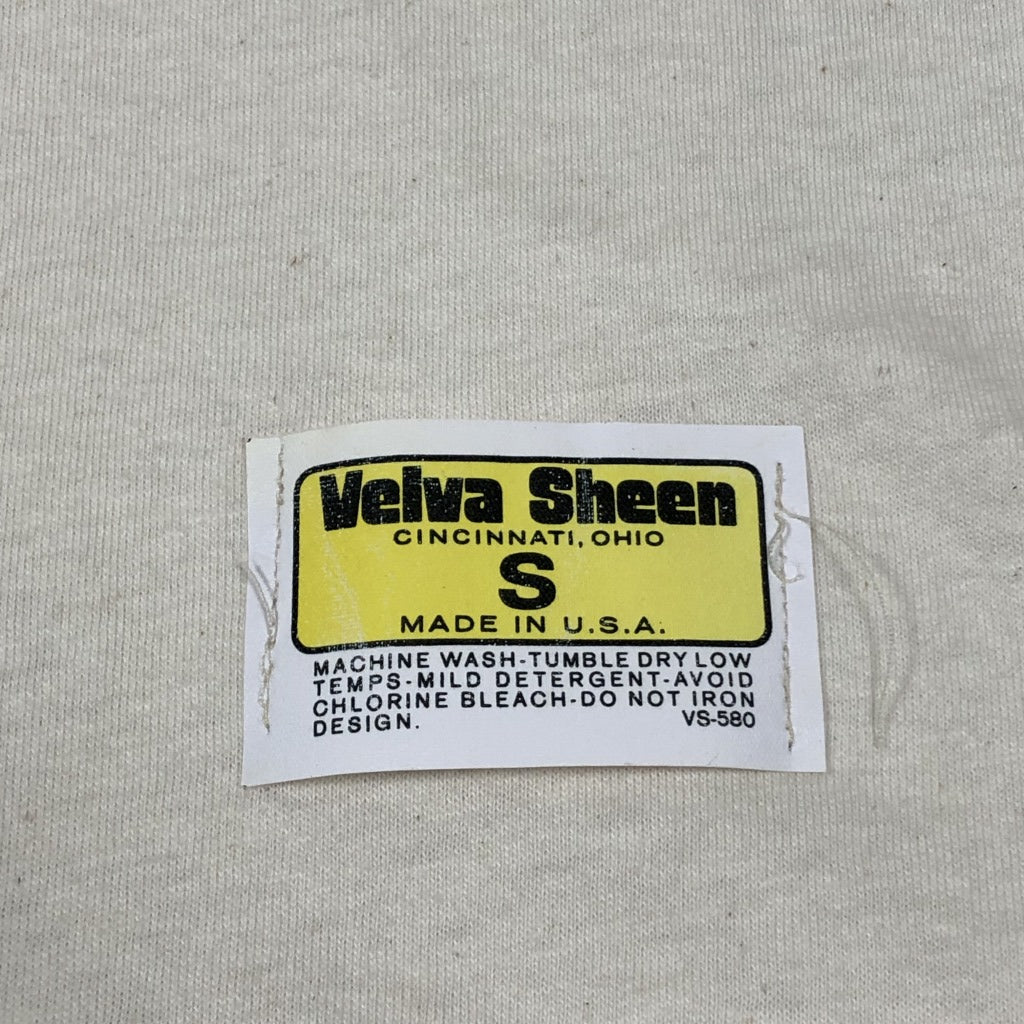 Velva Sheen
CINCINNATI, OHIO
S
MADE IN U.S.A.
MACHINE WASH-TUMBLE DRY LOW
TEMPS-MILD DETERGENT-AVOID
CHLORINE BLEACH-DO NOT IRON
DESIGN. VS-580